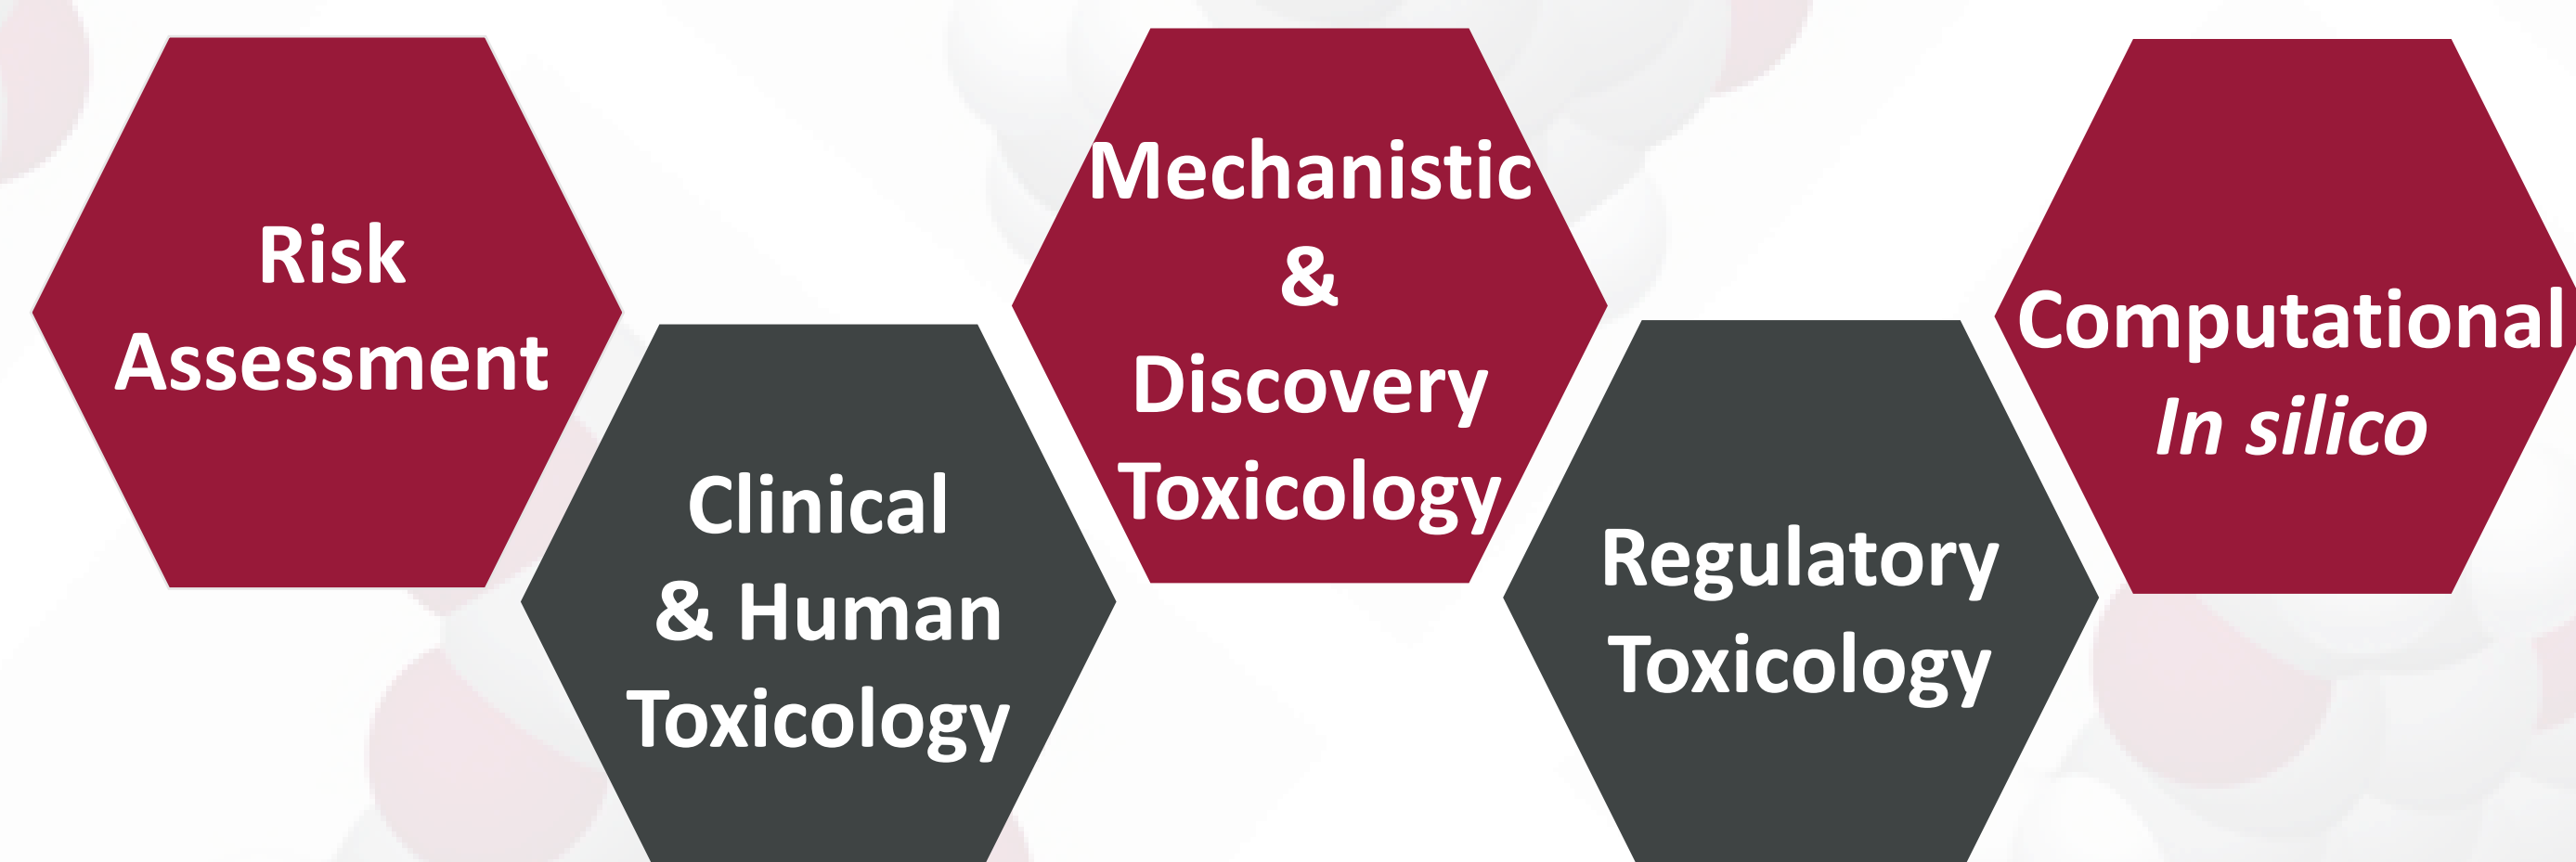 Risk
Assessment
Clinical
& Human
Toxicology
Mechanistic
&
Discovery
Toxicology
Regulatory
Toxicology
Computational
In silico